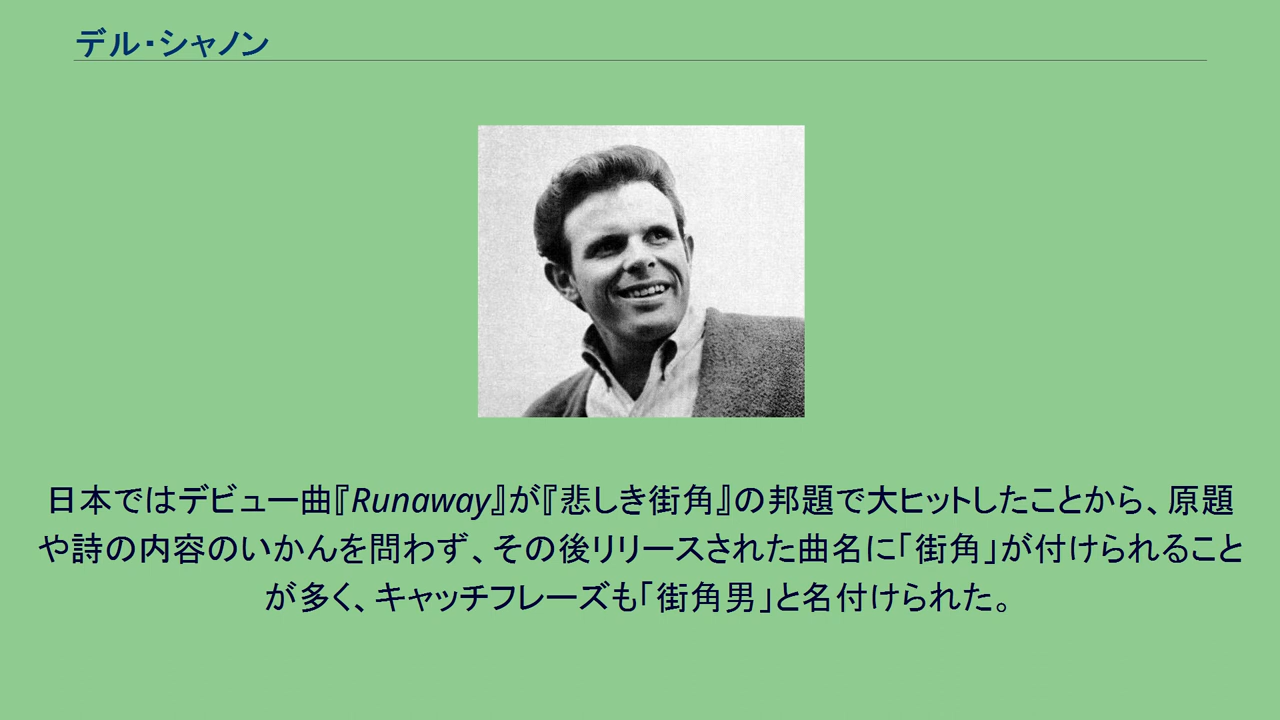 デル・シャノン
日本ではデビュー曲『Runaway』が『悲しき街角』の邦題で大ヒットしたことから、原題
や詩の内容のいかんを問わず、その後リリースされた曲名に「街角」が付けられること
が多く、キャッチフレーズも「街角男」と名付けられた。